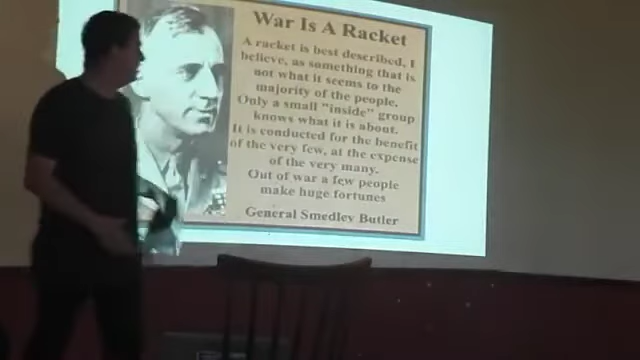 War Is A Racket
A racket is best described, I
believe, as something that is
not what it seems to the
majority of the people.
Only a small "inside" group
knows what it is about.
It is conducted for the benefit
of the very few, at the expense
of the very many.
Out of war a few people
make huge fortunes
General Smedley Butler